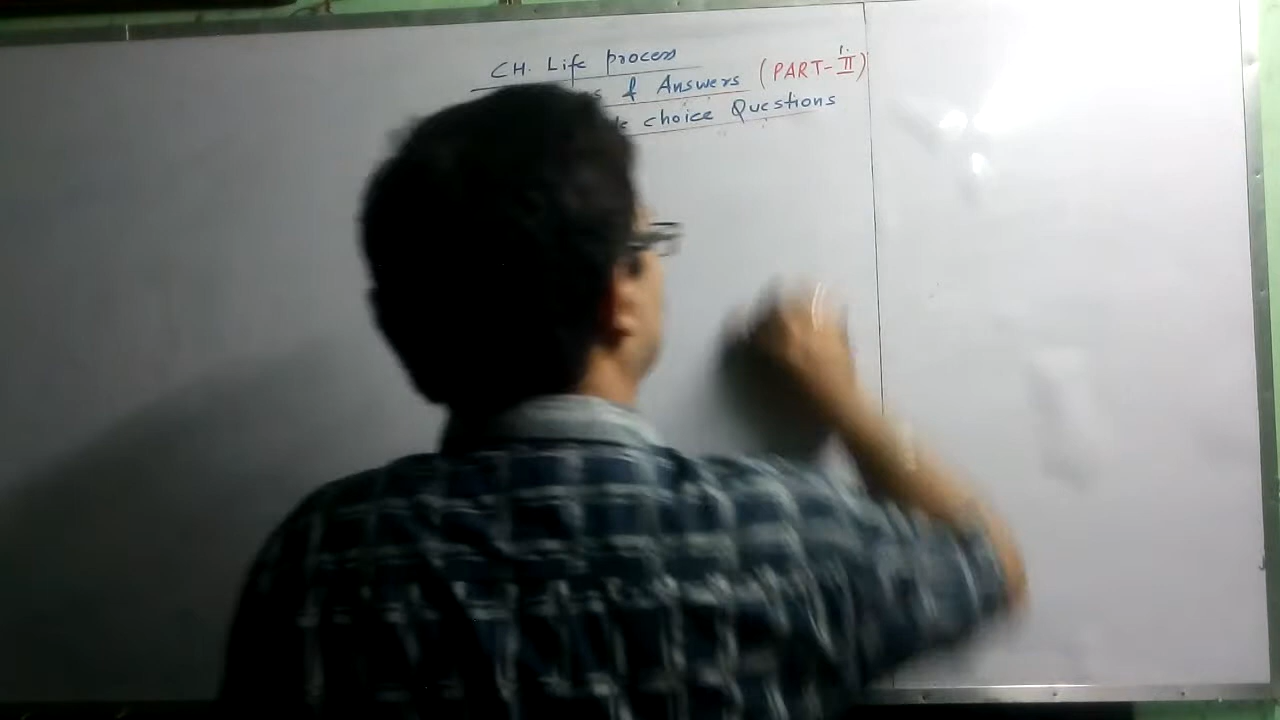 CH. Life process
& Answers (PART-II)
choice Questions